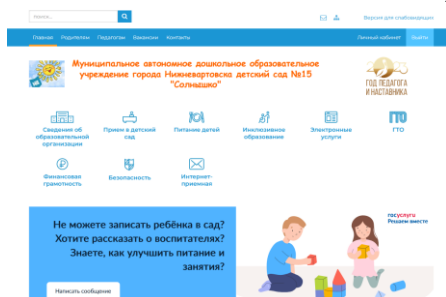 Поиск...
Версия для слабовидящих
Главная Родителям Педагогам Вакансии Контакты Личный кабинет Выйти
Муниципальное автономное дошкольное образовательное
учреждение города Нижневартовска детский сад №15
"Солнышко"
ГОД ПЕДАГОГА
И НАСТАВНИКА
Сведения об
образовательной
организации
Прием в детский
сад
Питание детей
Инклюзивное
образование
Электронные
услуги
ГТО
ГТО
Финансовая
грамотность
Безопасность
Интернет-
приемная
Не можете записать ребёнка в сад?
Хотите рассказать о воспитателях?
Знаете, как улучшить питание и
занятия?
Написать сообщение
госуслуги
Решаем вместе